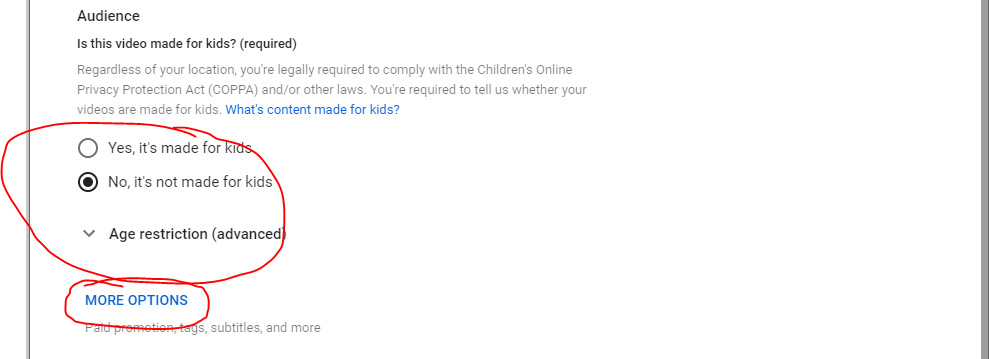 Audience
Is this video made for kids? (required)
Regardless of your location, you're legally required to comply with the Children's Online
Privacy Protection Act (COPPA) and/or other laws. You're required to tell us whether your
videos are made for kids. What's content made for kids?
Yes, it's made for kids
No, it's not made for kids
Age restriction (advanced)
MORE OPTIONS
Paid promotion, tags, subtitles, and more